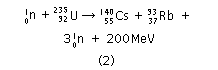 ¹₀n + ²³⁵₉₂U → ¹⁴⁰₅₅Cs + ⁹³₃₇Rb +
3¹₀n + 200MeV
(2)